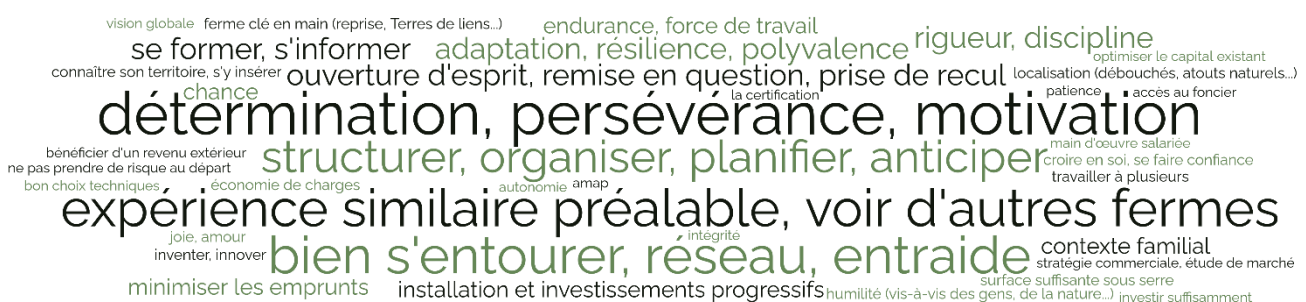 vision globale
ferme clé en main (reprise, Terres de liens...)
endurance, force de travail
se former, s'informer
adaptation, résilience, polyvalence
rigueur, discipline
optimiser le capital existant
connaître son territoire, s'y insérer
ouverture d'esprit, remise en question, prise de recul
localisation (débouchés, atouts naturels...)
chance
la certification
patience
accès au foncier
détermination, persévérance, motivation
bénéficier d'un revenu extérieur
structurer, organiser, planifier, anticiper
main d'œuvre salariée
croire en soi, se faire confiance
ne pas prendre de risque au départ
travailler à plusieurs
bon choix techniques
économie de charges
autonomie
amap
expérience similaire préalable, voir d'autres fermes
joie, amour
intégrité
inventer, innover
bien s'entourer, réseau, entraide
contexte familial
stratégie commerciale. étude de marché
surface suffisante sous serre
minimiser les emprunts
installation et investissements progressifs
humilité (vis-à-vis des gens, de la nature...)
investir suffisamment